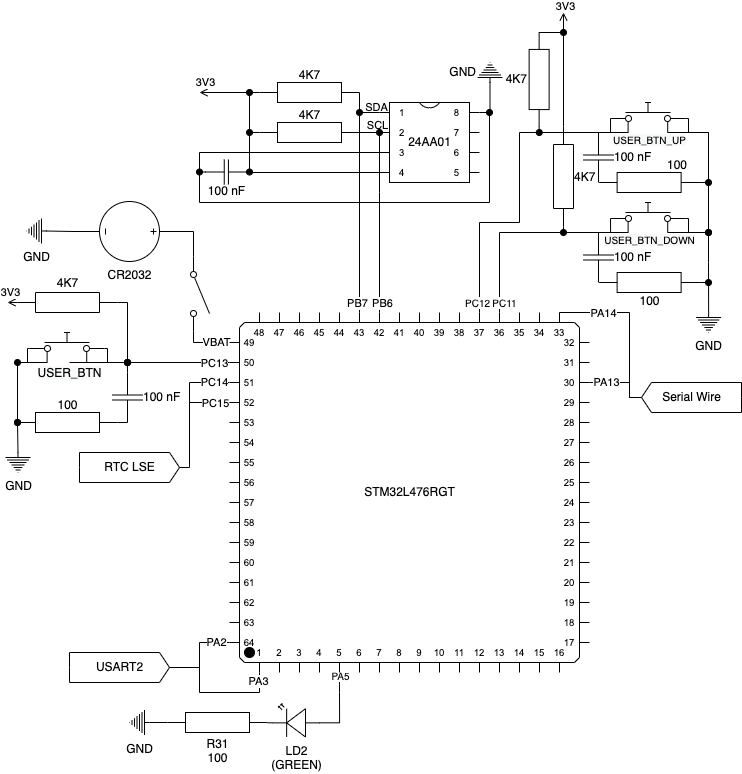 3V3
4K7
GND
3V3
4K7
SDA
1
8
4K7
SCL
2
7
24AA01
3
6
4
5
100 nF
4K7
USER_BTN_UP
100 nF
100
4K7
USER_BTN_DOWN
100 nF
100
GND
- +
GND
CR2032
3V3
4K7
USER_BTN
100 nF
100
GND
PB7 PB6
PC12 PC11
PA14
48 47 46 45 44 43 42 41 40 39 38 37 36 35 34 33
VBAT 49
PC13 50
PC14 51
PC15 52
53
54
55
56
57
58
59
60
61
62
63
PA2 64
32
31
30 PA13
29
28
27
26
25
24
23
22
21
20
19
18
17
Serial Wire
RTC LSE
STM32L476RGT
USART2
1 2 3 4 5 6 7 8 9 10 11 12 13 14 15 16
PA3
PA5
GND
R31
100
LD2
(GREEN)